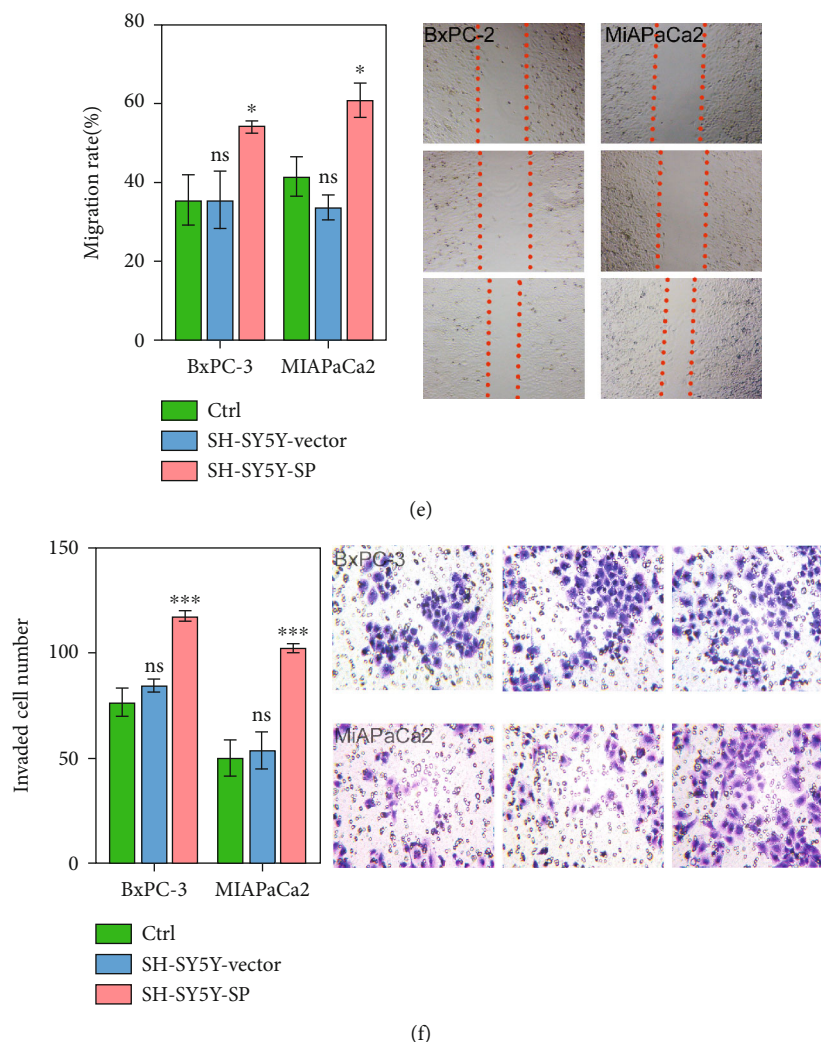 80
60
40
20
0
Migration rate(%)
ns
*
ns
*
BxPC-3
MIAPaCa2
Ctrl
SH-SY5Y-vector
SH-SY5Y-SP
BxPC-2
MiAPaCa2
(e)
150
100
50
0
Invaded cell number
ns
***
ns
***
BxPC-3
MIAPaCa2
Ctrl
SH-SY5Y-vector
SH-SY5Y-SP
BxPC-3
MiAPaCa2
(f)